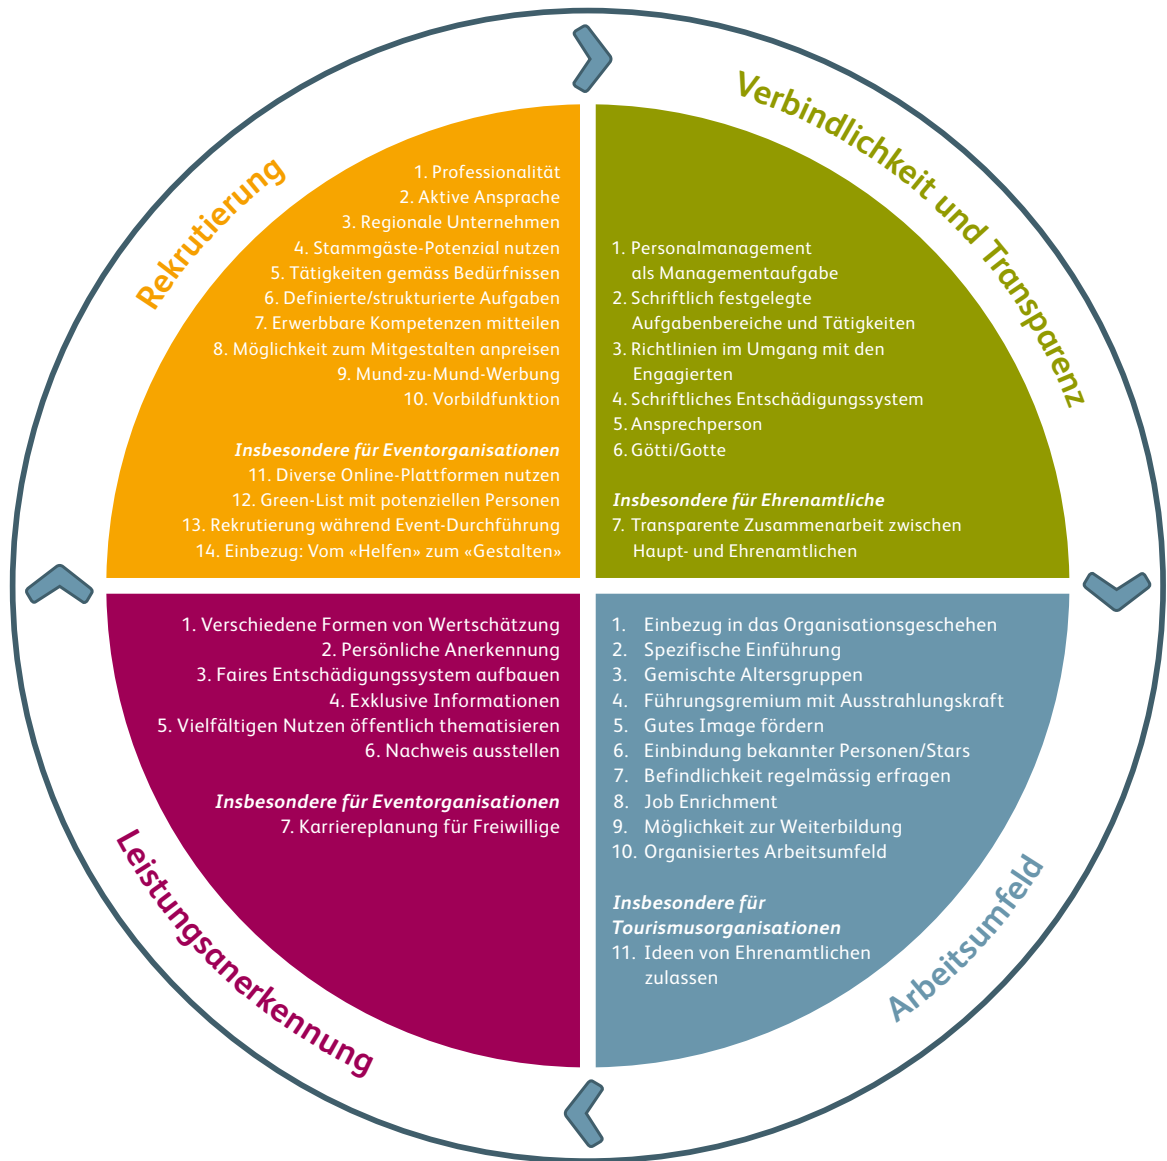 Rekrutierung
1. Professionalität
2. Aktive Ansprache
3. Regionale Unternehmen
4. Stammgäste-Potenzial nutzen
5. Tätigkeiten gemäss Bedürfnissen
6. Definierte/strukturierte Aufgaben
7. Erwerbbare Kompetenzen mitteilen
8. Möglichkeit zum Mitgestalten anpreisen
9. Mund-zu-Mund-Werbung
10. Vorbildfunktion
Insbesondere für Eventorganisationen
11. Diverse Online-Plattformen nutzen
12. Green-List mit potenziellen Personen
13. Rekrutierung während Event-Durchführung
14. Einbezug: Vom «Helfen» zum «Gestalten»
Verbindlichkeit und Transparenz
1. Personalmanagement
als Managementaufgabe
2. Schriftlich festgelegte
Aufgabenbereiche und Tätigkeiten
3. Richtlinien im Umgang mit den
Engagierten
4. Schriftliches Entschädigungssystem
5. Ansprechperson
6. Götti/Gotte
Insbesondere für Ehrenamtliche
7. Transparente Zusammenarbeit zwischen
Haupt- und Ehrenamtlichen
1. Einbezug in das Organisationsgeschehen
2. Spezifische Einführung
3. Gemischte Altersgruppen
4. Führungsgremium mit Ausstrahlungskraft
5. Gutes Image fördern
6. Einbindung bekannter Personen/Stars
7. Befindlichkeit regelmässig erfragen
8. Job Enrichment
9. Möglichkeit zur Weiterbildung
10. Organisiertes Arbeitsumfeld
Insbesondere für
Tourismusorganisationen
11. Ideen von Ehrenamtlichen
zulassen
Arbeitsumfeld
1. Verschiedene Formen von Wertschätzung
2. Persönliche Anerkennung
3. Faires Entschädigungssystem aufbauen
4. Exklusive Informationen
5. Vielfältigen Nutzen öffentlich thematisieren
6. Nachweis ausstellen
Insbesondere für Eventorganisationen
7. Karriereplanung für Freiwillige
Leistungsanerkennung